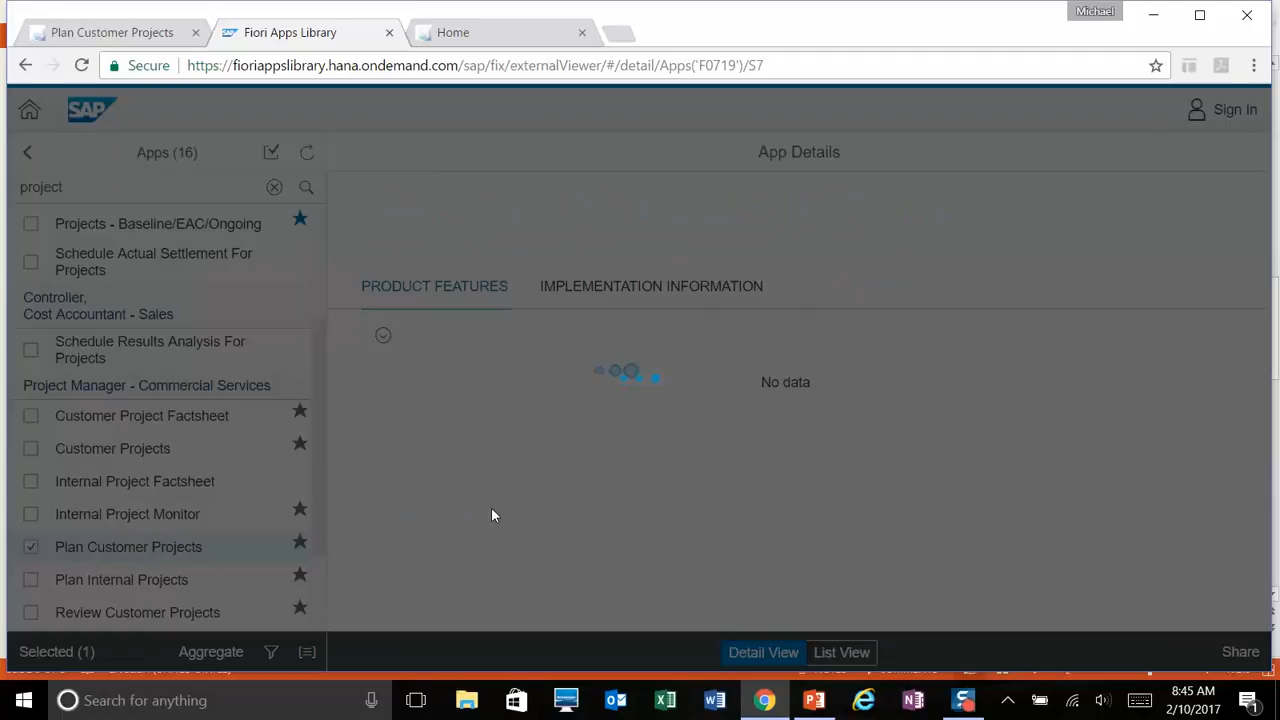 Michael
Plan Customer Projects
Fiori Apps Library
Home
Secure
https://fioriappslibrary.hana.ondemand.com/sap/fix/externalViewer/#/detail/Apps('F0719')/S7
SAP
Sign In
Apps (16)
App Details
project
Projects - Baseline/EAC/Ongoing
Schedule Actual Settlement For
Projects
Controller,
Cost Accountant - Sales
Schedule Results Analysis For
Projects
Project Manager - Commercial Services
Customer Project Factsheet
Customer Projects
Internal Project Factsheet
Internal Project Monitor
Plan Customer Projects
Plan Internal Projects
Review Customer Projects
PRODUCT FEATURES
IMPLEMENTATION INFORMATION
No data
Selected (1)
Aggregate
Detail View
List View
Share
Search for anything
8:45 AM
2/10/2017
1